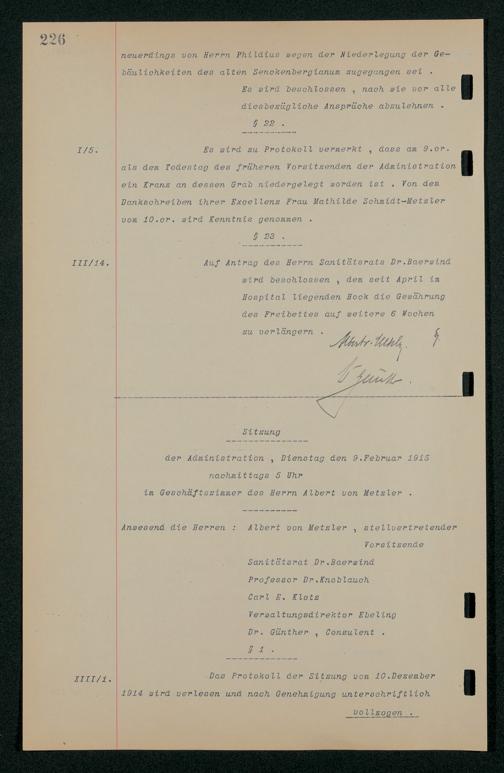 226
neuerdings von Herrn Phildius wegen der Niederlegung der Ge-
bäulichkeiten des alten Senckenbergianum zugegangen sei .
Es wird beschlossen , nach wie vor alle
diesbezügliche Ansprüche abzulehnen .
§ 22 .
I/5.
Es wird zu Protokoll vermerkt , dass am 9.cr.
als dem Todestag des früheren Vorsitzenden der Administration
ein Kranz an dessen Grab niedergelegt worden ist . Von dem
Dankschreiben ihrer Excellenz Frau Mathilde Schmidt-Metzler
vom 10.cr. wird Kenntnis genommen .
§ 23 .
III/14.
Auf Antrag des Herrn Sanitätsrats Dr.Baerwind
wird beschlossen , dem seit April im
Hospital liegenden Hock die Gewährung
des Freibettes auf weitere 6 Wochen
zu verlängern .
Sitzung
der Administration , Dienstag den 9.Februar 1915
nachmittags 5 Uhr
im Geschäftszimmer des Herrn Albert von Metzler .
Anwesend die Herren : Albert von Metzler , stellvertretender
Vorsitzende
Sanitätsrat Dr.Baerwind
Professor Dr.Knoblauch
Carl E. Klotz
Verwaltungsdirektor Ebeling
Dr. Günther , Consulent .
§ 1 .
XIII/1.
Das Protokoll der Sitzung vom 10.Dezember
1914 wird verlesen und nach Genehmigung unterschriftlich
vollzogen .